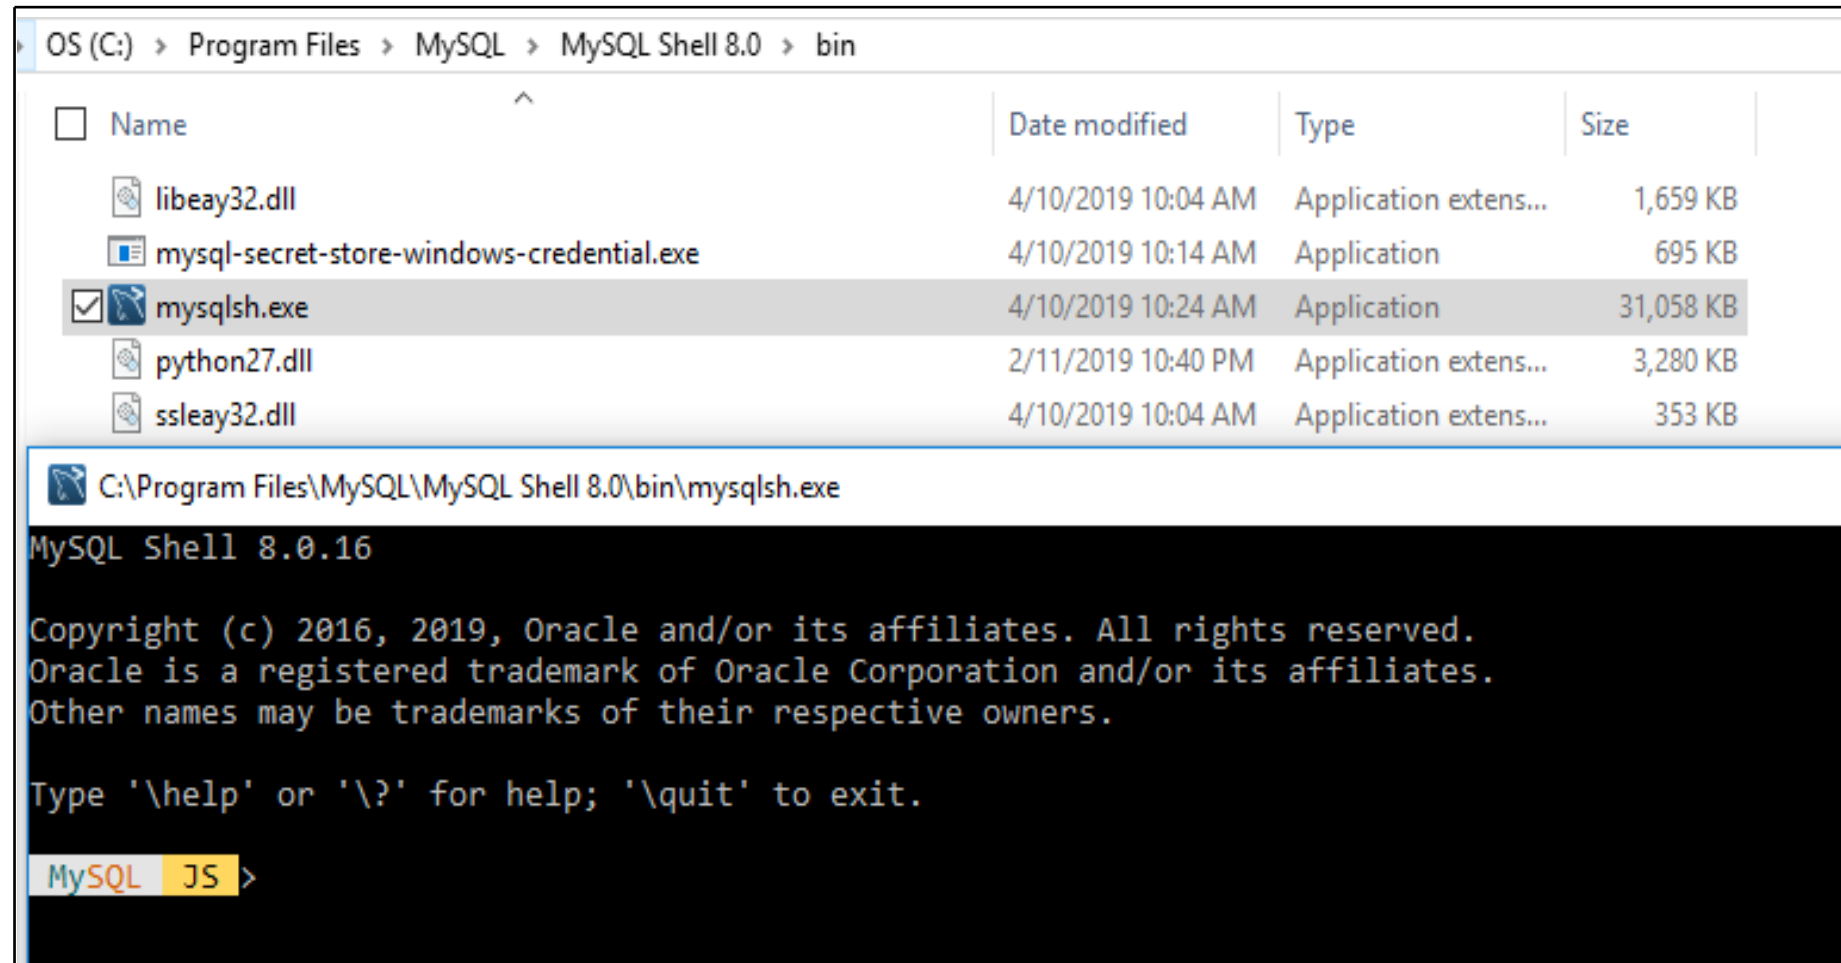 OS (C:) > Program Files > MySQL > MySQL Shell 8.0 > bin
Name Date modified Type Size
libeay32.dll 4/10/2019 10:04 AM Application extens... 1,659 KB
mysql-secret-store-windows-credential.exe 4/10/2019 10:14 AM Application 695 KB
mysqlsh.exe 4/10/2019 10:24 AM Application 31,058 KB
python27.dll 2/11/2019 10:40 PM Application extens... 3,280 KB
ssleay32.dll 4/10/2019 10:04 AM Application extens... 353 KB
C:\Program Files\MySQL\MySQL Shell 8.0\bin\mysqlsh.exe
MySQL Shell 8.0.16
Copyright (c) 2016, 2019, Oracle and/or its affiliates. All rights reserved.
Oracle is a registered trademark of Oracle Corporation and/or its affiliates.
Other names may be trademarks of their respective owners.
Type '\help' or '\?' for help; '\quit' to exit.
MySQL JS >